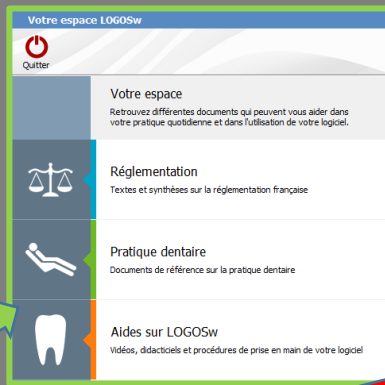 Votre espace LOGOSw
Quitter
Votre espace
Retrouvez différentes documents qui peuvent vous aider dans
votre pratique quotidienne et dans l'utilisation de votre logiciel.
Réglementation
Textes et synthèses sur la réglementation française
Pratique dentaire
Documents de référence sur la pratique dentaire
Aides sur LOGOSw
Vidéos, didacticiels et procédures de prise en main de votre logiciel